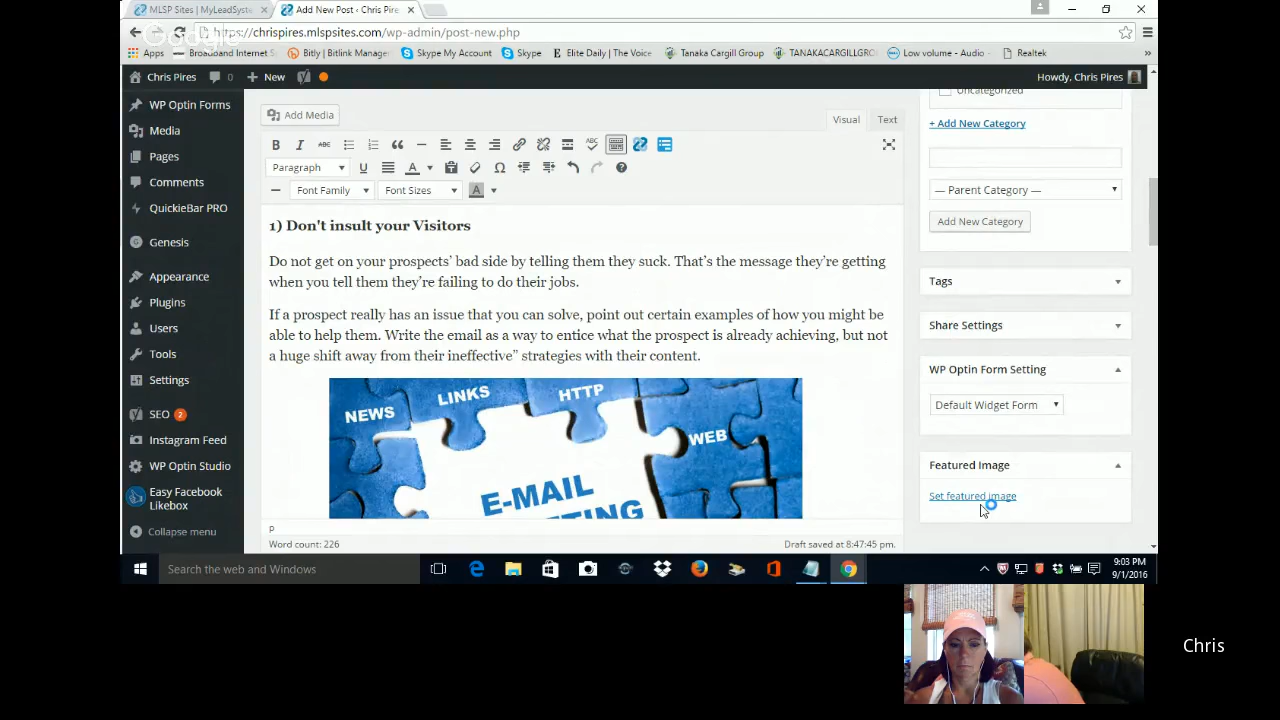 MLSP Sites | MyLeadSyste
Add New Post ‹ Chris Pire
Google
https://chrispires.mlspsites.com/wp-admin/post-new.php
Apps
Broadband Internet S
Bitly | Bitlink Manager
Skype My Account
Skype
Elite Daily | The Voice
Tanaka Cargill Group
TANAKACARGILLGRO
Low volume - Audio
Realtek
»
Chris Pires
0
New
Howdy, Chris Pires
WP Optin Forms
Media
Pages
Comments
QuickieBar PRO
Genesis
Appearance
Plugins
Users
Tools
Settings
SEO 2
Instagram Feed
WP Optin Studio
Easy Facebook
Likebox
Collapse menu
Add Media
Visual
Text
Paragraph
Font Family
Font Sizes
1) Don't insult your Visitors
Do not get on your prospects’ bad side by telling them they suck. That’s the message they’re getting
when you tell them they’re failing to do their jobs.
If a prospect really has an issue that you can solve, point out certain examples of how you might be
able to help them. Write the email as a way to entice what the prospect is already achieving, but not
a huge shift away from their ineffective” strategies with their content.
NEWS
LINKS
HTTP
WEB
E-MAIL
p
Word count: 226
Draft saved at 8:47:45 pm.
Uncategorized
+ Add New Category
— Parent Category —
Add New Category
Tags
Share Settings
WP Optin Form Setting
Default Widget Form
Featured Image
Set featured image
Search the web and Windows
9:03 PM
9/1/2016
Chris